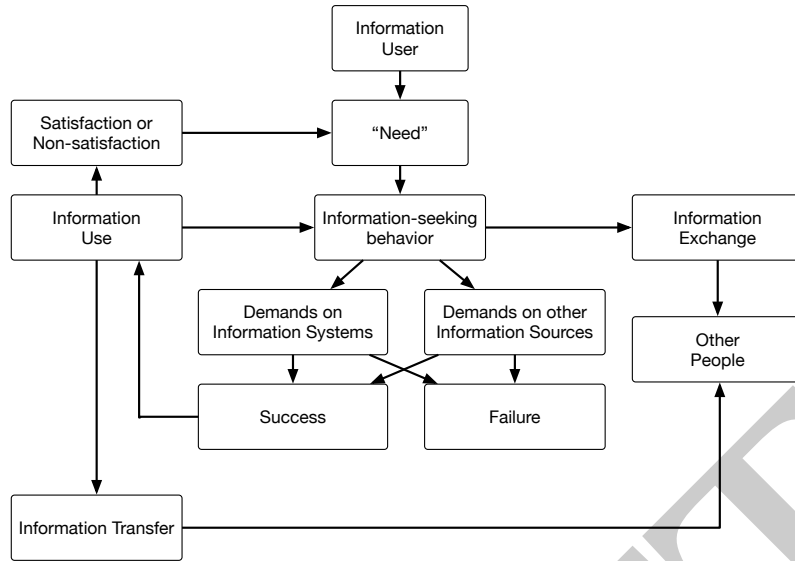 Information
User
Satisfaction or
Non-satisfaction
“Need”
Information
Use
Information-seeking
behavior
Information
Exchange
Demands on
Information Systems
Demands on other
Information Sources
Other
People
Success
Failure
Information Transfer